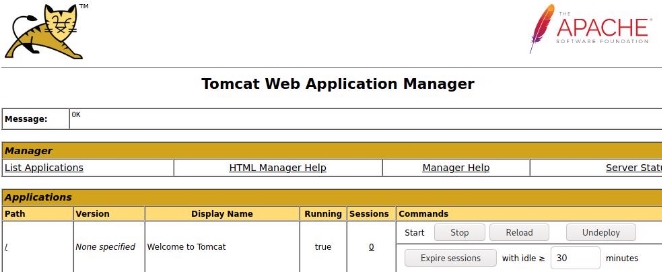 TM
THE
APACHE®
SOFTWARE FOUNDATION
Tomcat Web Application Manager
Message: OK
Manager
List Applications HTML Manager Help Manager Help Server Statu
Applications
Path Version Display Name Running Sessions Commands
/ None specified Welcome to Tomcat true 0 Start Stop Reload Undeploy
Expire sessions with idle ≥ 30 minutes